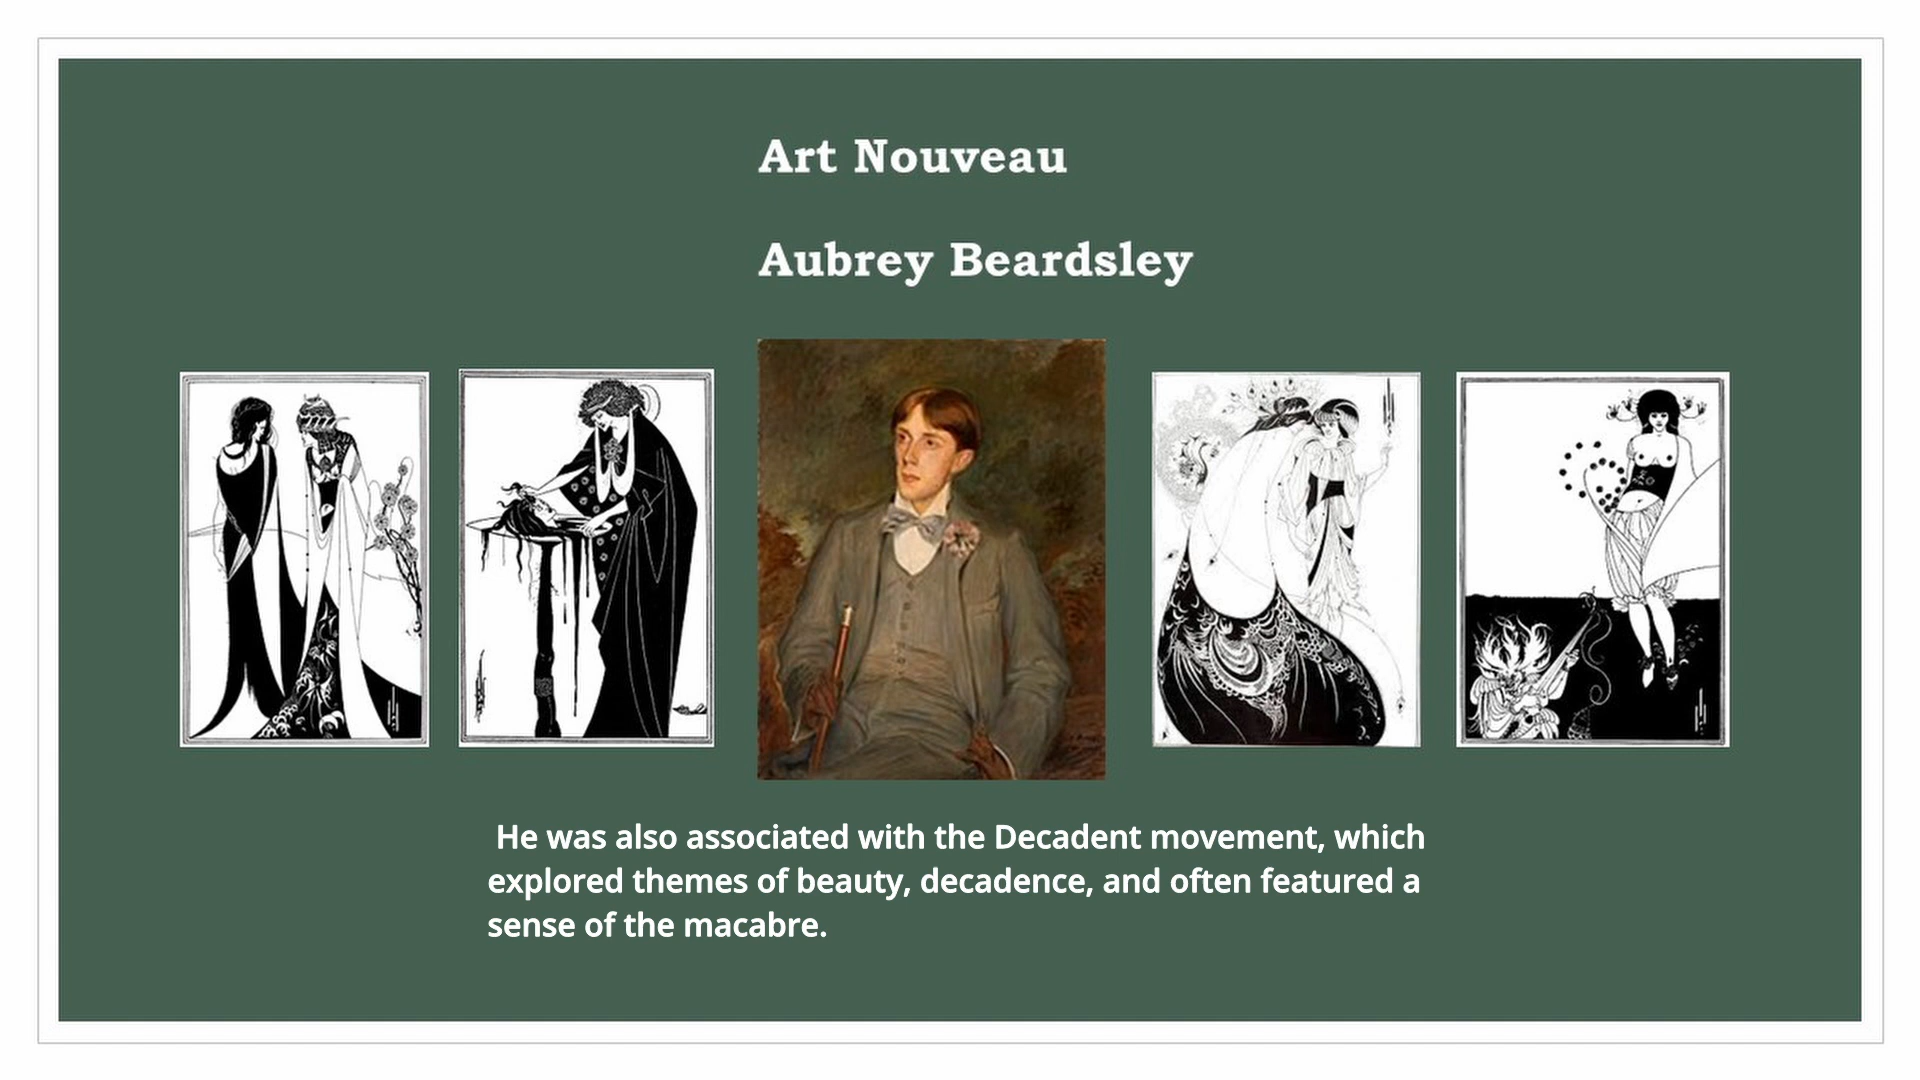 Art Nouveau
Aubrey Beardsley
He was also associated with the Decadent movement, which
explored themes of beauty, decadence, and often featured a
sense of the macabre.